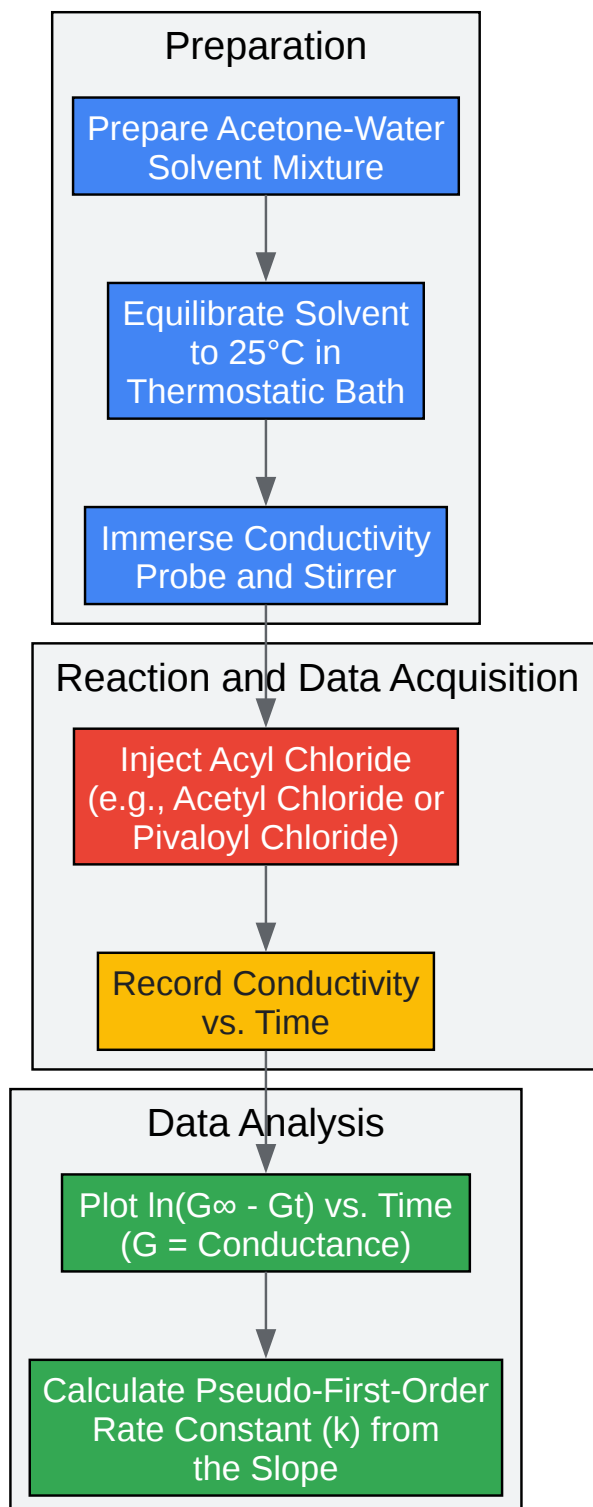 Preparation
Prepare Acetone-Water
Solvent Mixture
Equilibrate Solvent
to 25°C in
Thermostatic Bath
Immerse Conductivity
Probe and Stirrer
Reaction and Data Acquisition
Inject Acyl Chloride
(e.g., Acetyl Chloride or
Pivaloyl Chloride)
Record Conductivity
vs. Time
Data Analysis
Plot ln(G∞ - Gt) vs. Time
(G = Conductance)
Calculate Pseudo-First-Order
Rate Constant (k) from
the Slope